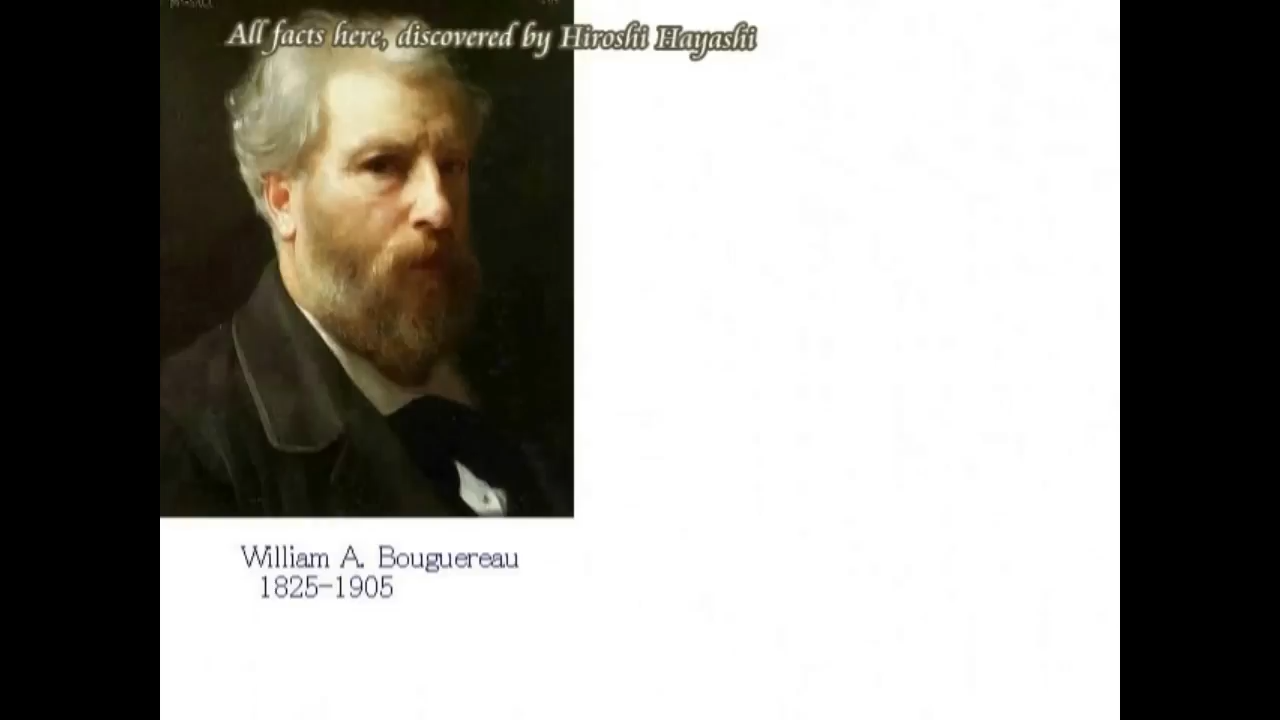 All facts here, discovered by Hiroshi Hayashi
William A. Bouguereau
1825-1905